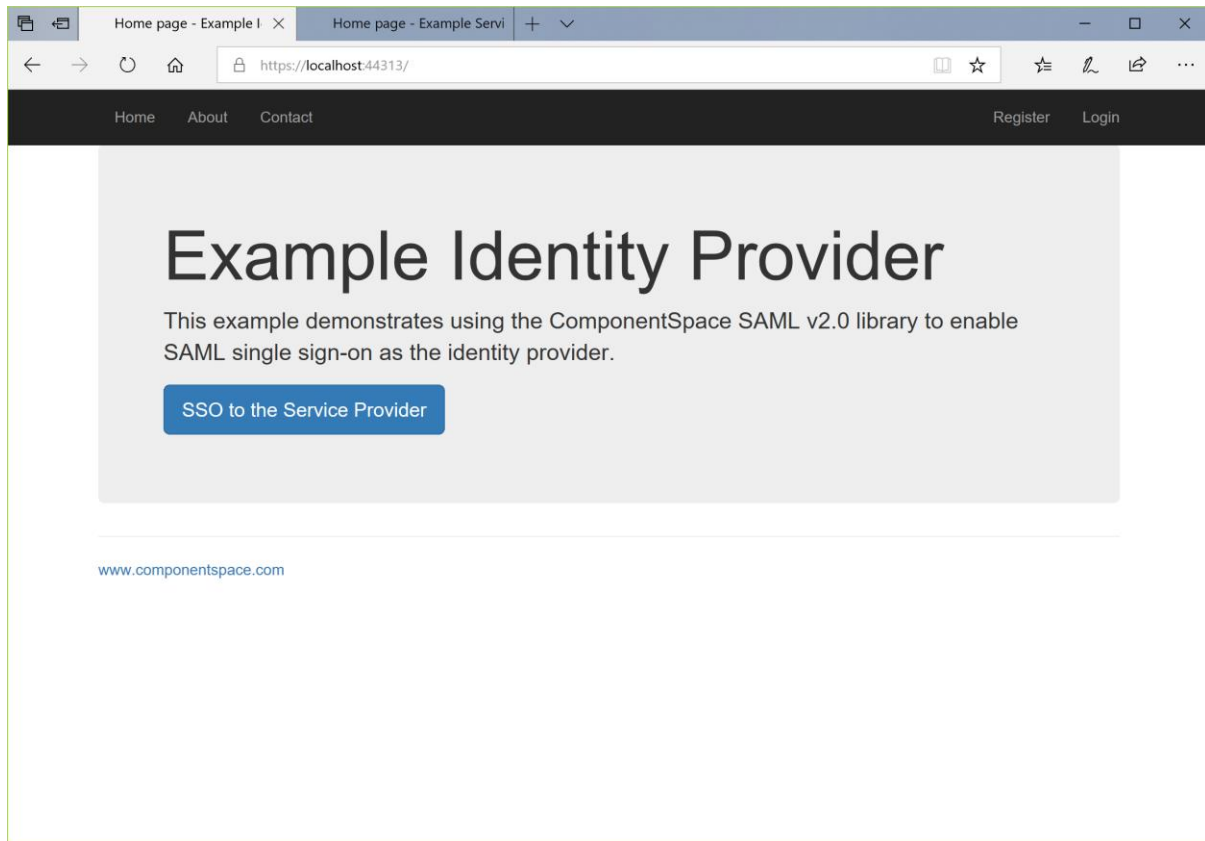 Home page - Example I
Home page - Example Servi
https://localhost:44313/
Home About Contact Register Login
Example Identity Provider
This example demonstrates using the ComponentSpace SAML v2.0 library to enable
SAML single sign-on as the identity provider.
SSO to the Service Provider
www.componentspace.com